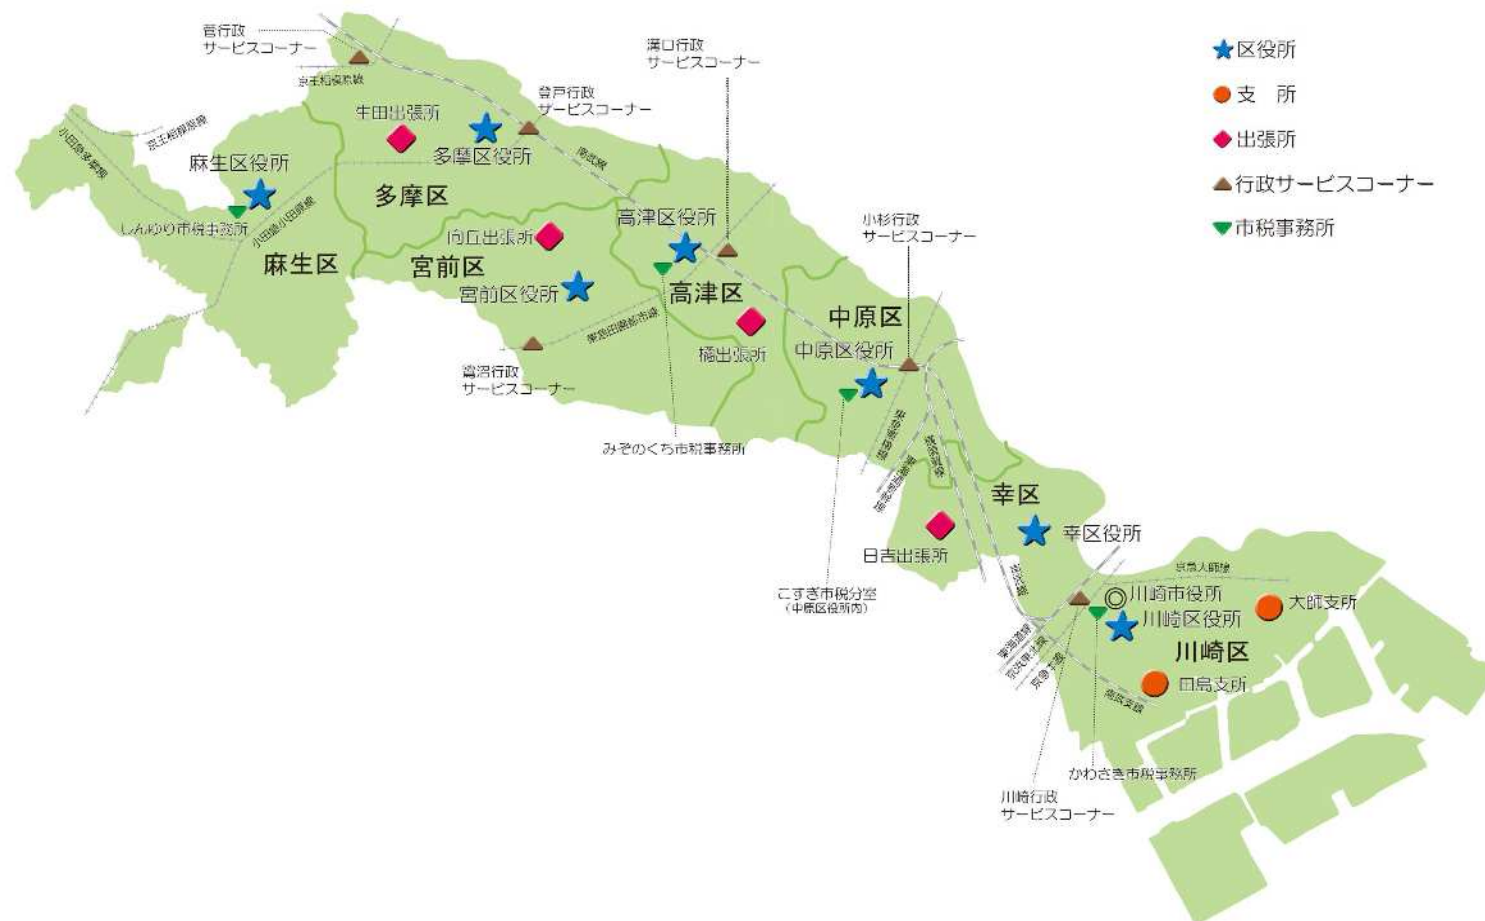 菅行政
サービスコーナー
京王相模原線
生田出張所
登戸行政
サービスコーナー
溝口行政
サービスコーナー
区役所
支　所
出張所
行政サービスコーナー
市税事務所
小田急多摩線
京王相模原線
麻生区役所
しんゆり市税事務所
小田急小田原線
麻生区
多摩区役所
多摩区
南武線
向丘出張所
宮前区
宮前区役所
高津区役所
高津区
橘出張所
東急田園都市線
鷺沼行政
サービスコーナー
みぞのくち市税事務所
小杉行政
サービスコーナー
中原区
中原区役所
こすぎ市税分室
(中原区役所内)
日吉出張所
幸区
幸区役所
京急大師線
川崎市役所
川崎区役所
川崎区
大師支所
田島支所
東海道線
京浜東北線
南武支線
かわさき市税事務所
川崎行政
サービスコーナー